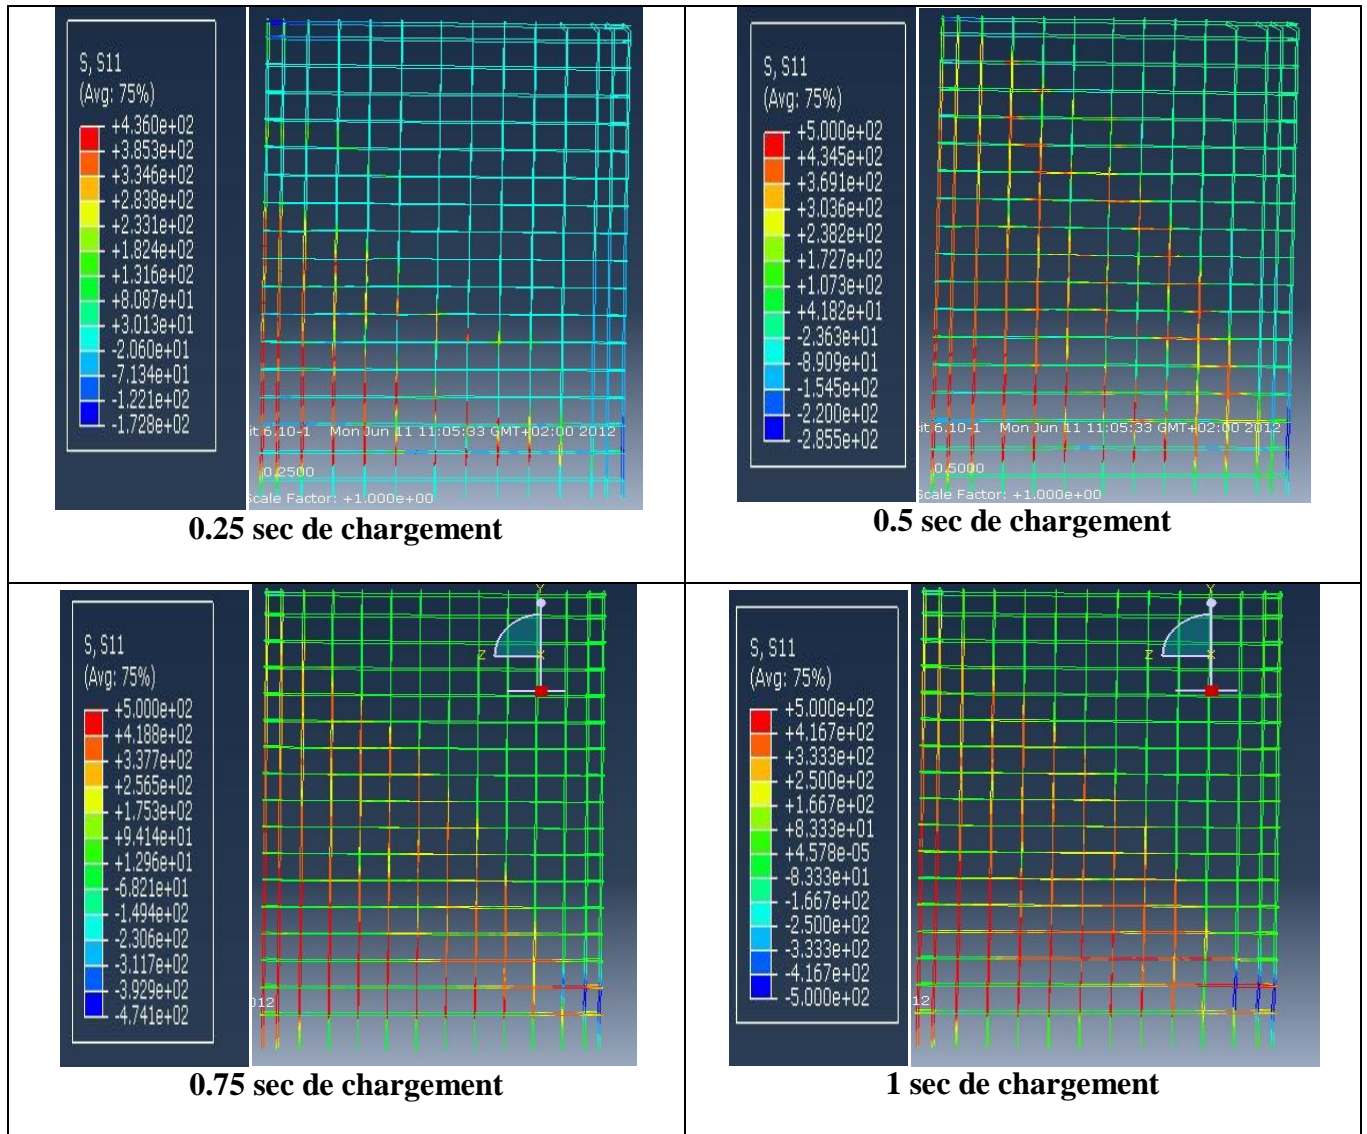 S, S11
(Avg: 75%)
+4.360e+02
+3.853e+02
+3.346e+02
+2.838e+02
+2.331e+02
+1.824e+02
+1.316e+02
+8.087e+01
+3.013e+01
-2.060e+01
-7.134e+01
-1.221e+02
-1.728e+02
it 6.10-1 Mon Jun 11 11:05:33 GMT+02:00 2012
0.2500
Scale Factor: +1.000e+00
0.25 sec de chargement
S, S11
(Avg: 75%)
+5.000e+02
+4.345e+02
+3.691e+02
+3.036e+02
+2.382e+02
+1.727e+02
+1.073e+02
+4.182e+01
-2.363e+01
-8.909e+01
-1.545e+02
-2.200e+02
-2.855e+02
it 6.10-1 Mon Jun 11 11:05:33 GMT+02:00 2012
0.5000
Scale Factor: +1.000e+00
0.5 sec de chargement
S, S11
(Avg: 75%)
+5.000e+02
+4.188e+02
+3.377e+02
+2.565e+02
+1.753e+02
+9.414e+01
+1.296e+01
-6.821e+01
-1.494e+02
-2.306e+02
-3.117e+02
-3.929e+02
-4.741e+02
Y
Z X
012
0.75 sec de chargement
S, S11
(Avg: 75%)
+5.000e+02
+4.167e+02
+3.333e+02
+2.500e+02
+1.667e+02
+8.333e+01
+4.578e-05
-8.333e+01
-1.667e+02
-2.500e+02
-3.333e+02
-4.167e+02
-5.000e+02
Y
Z X
12
1 sec de chargement